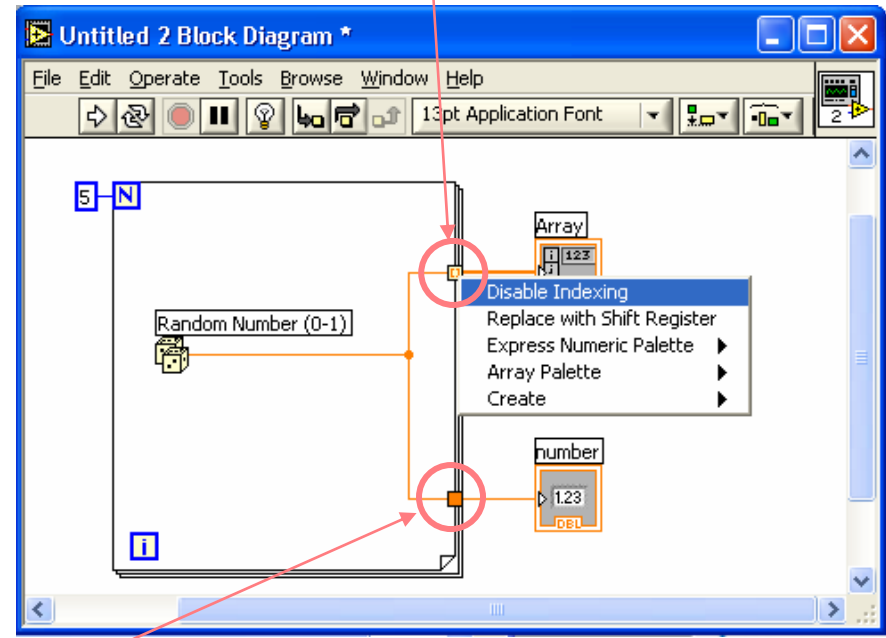 Untitled 2 Block Diagram *
File Edit Operate Tools Browse Window Help
13pt Application Font
2
5 N
Array
i 123
i
Disable Indexing
Random Number (0-1)
Replace with Shift Register
Express Numeric Palette
Array Palette
Create
number
1.23
DBL
i